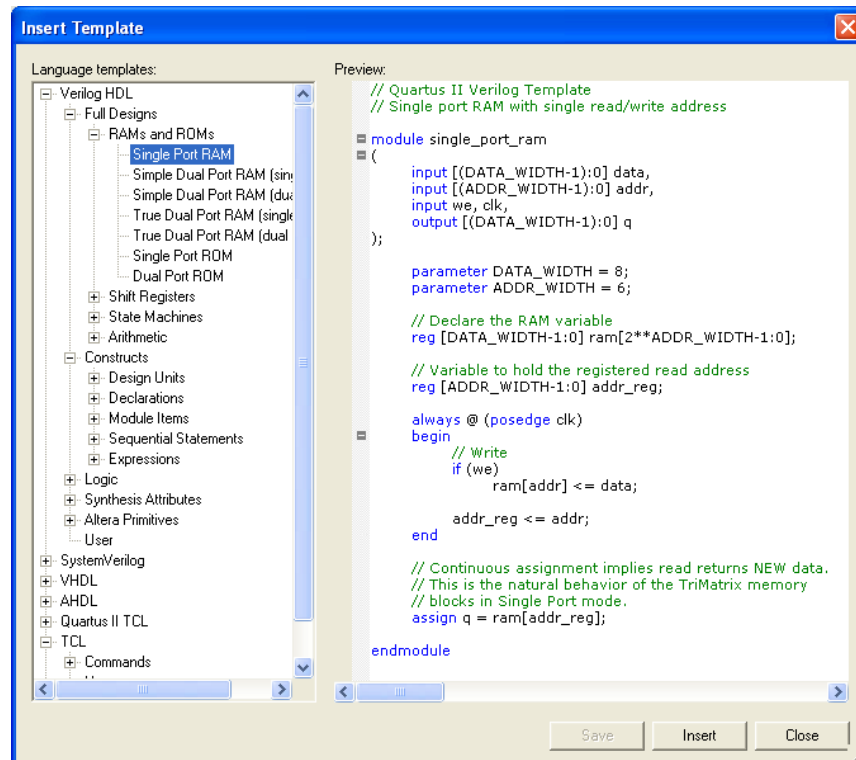 Insert Template
Language templates:
Verilog HDL
Full Designs
RAMs and ROMs
Single Port RAM
Simple Dual Port RAM (sing
Simple Dual Port RAM (dua
True Dual Port RAM (single
True Dual Port RAM (dual
Single Port ROM
Dual Port ROM
Shift Registers
State Machines
Arithmetic
Constructs
Design Units
Declarations
Module Items
Sequential Statements
Expressions
Logic
Synthesis Attributes
Altera Primitives
User
SystemVerilog
VHDL
AHDL
Quartus II TCL
TCL
Commands
Preview:
// Quartus II Verilog Template
// Single port RAM with single read/write address
module single_port_ram
(
input [(DATA_WIDTH-1):0] data,
input [(ADDR_WIDTH-1):0] addr,
input we, clk,
output [(DATA_WIDTH-1):0] q
);
parameter DATA_WIDTH = 8;
parameter ADDR_WIDTH = 6;
// Declare the RAM variable
reg [DATA_WIDTH-1:0] ram[2**ADDR_WIDTH-1:0];
// Variable to hold the registered read address
reg [ADDR_WIDTH-1:0] addr_reg;
always @ (posedge clk)
begin
// Write
if (we)
ram[addr] <= data;
addr_reg <= addr;
end
// Continuous assignment implies read returns NEW data.
// This is the natural behavior of the TriMatrix memory
// blocks in Single Port mode.
assign q = ram[addr_reg];
endmodule
Save
Insert
Close